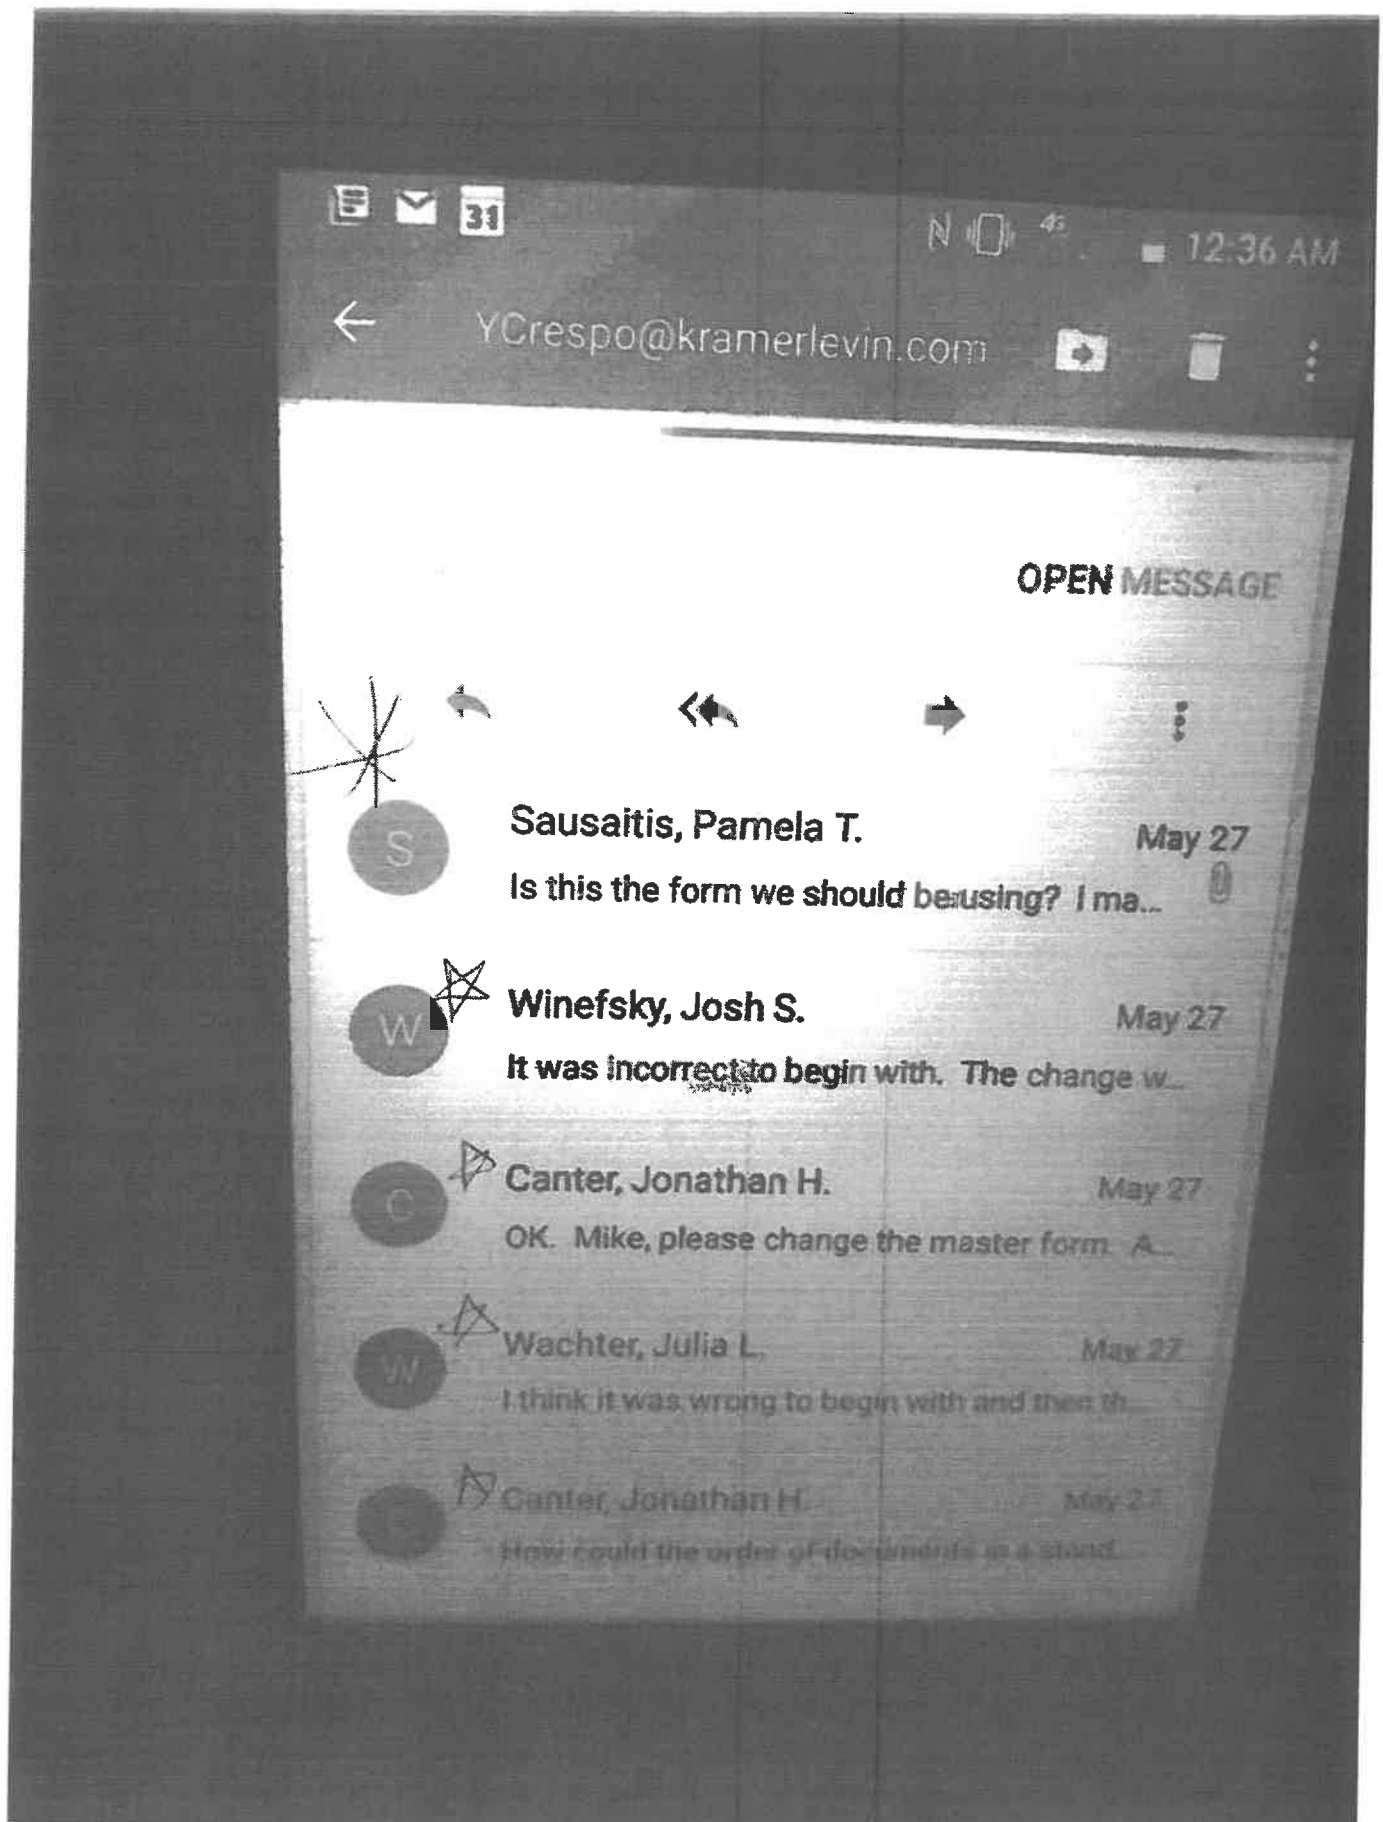 31
12:36 AM
YCrespo@kramerlevin.com
OPEN MESSAGE
S
Sausaitis, Pamela T.
May 27
Is this the form we should be using? I ma...
W
Winefsky, Josh S.
May 27
It was incorrect to begin with. The change w...
C
Canter, Jonathan H.
May 27
OK. Mike, please change the master form. A...
W
Wachter, Julia L.
May 27
I think it was wrong to begin with and then th...
Canter, Jonathan H.
May 27
How could the order of documents in a stand...